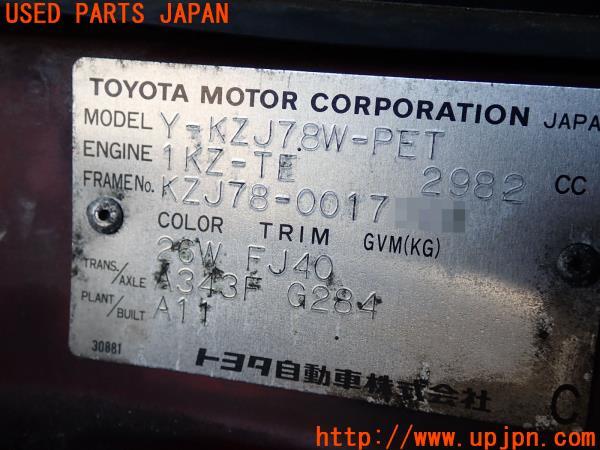 USED PARTS JAPAN
TOYOTA MOTOR CORPORATION JAPA
MODEL Y-KZJ78W-PET
ENGINE 1KZ-TE 2982 CC
FRAME No. KZJ78-0017
COLOR TRIM GVM(KG)
26W FJ40
TRANS/AXLE A343F G284
PLANT/BUILT A11
30881
トヨタ自動車株式会社
C
http://www.upjpn.com